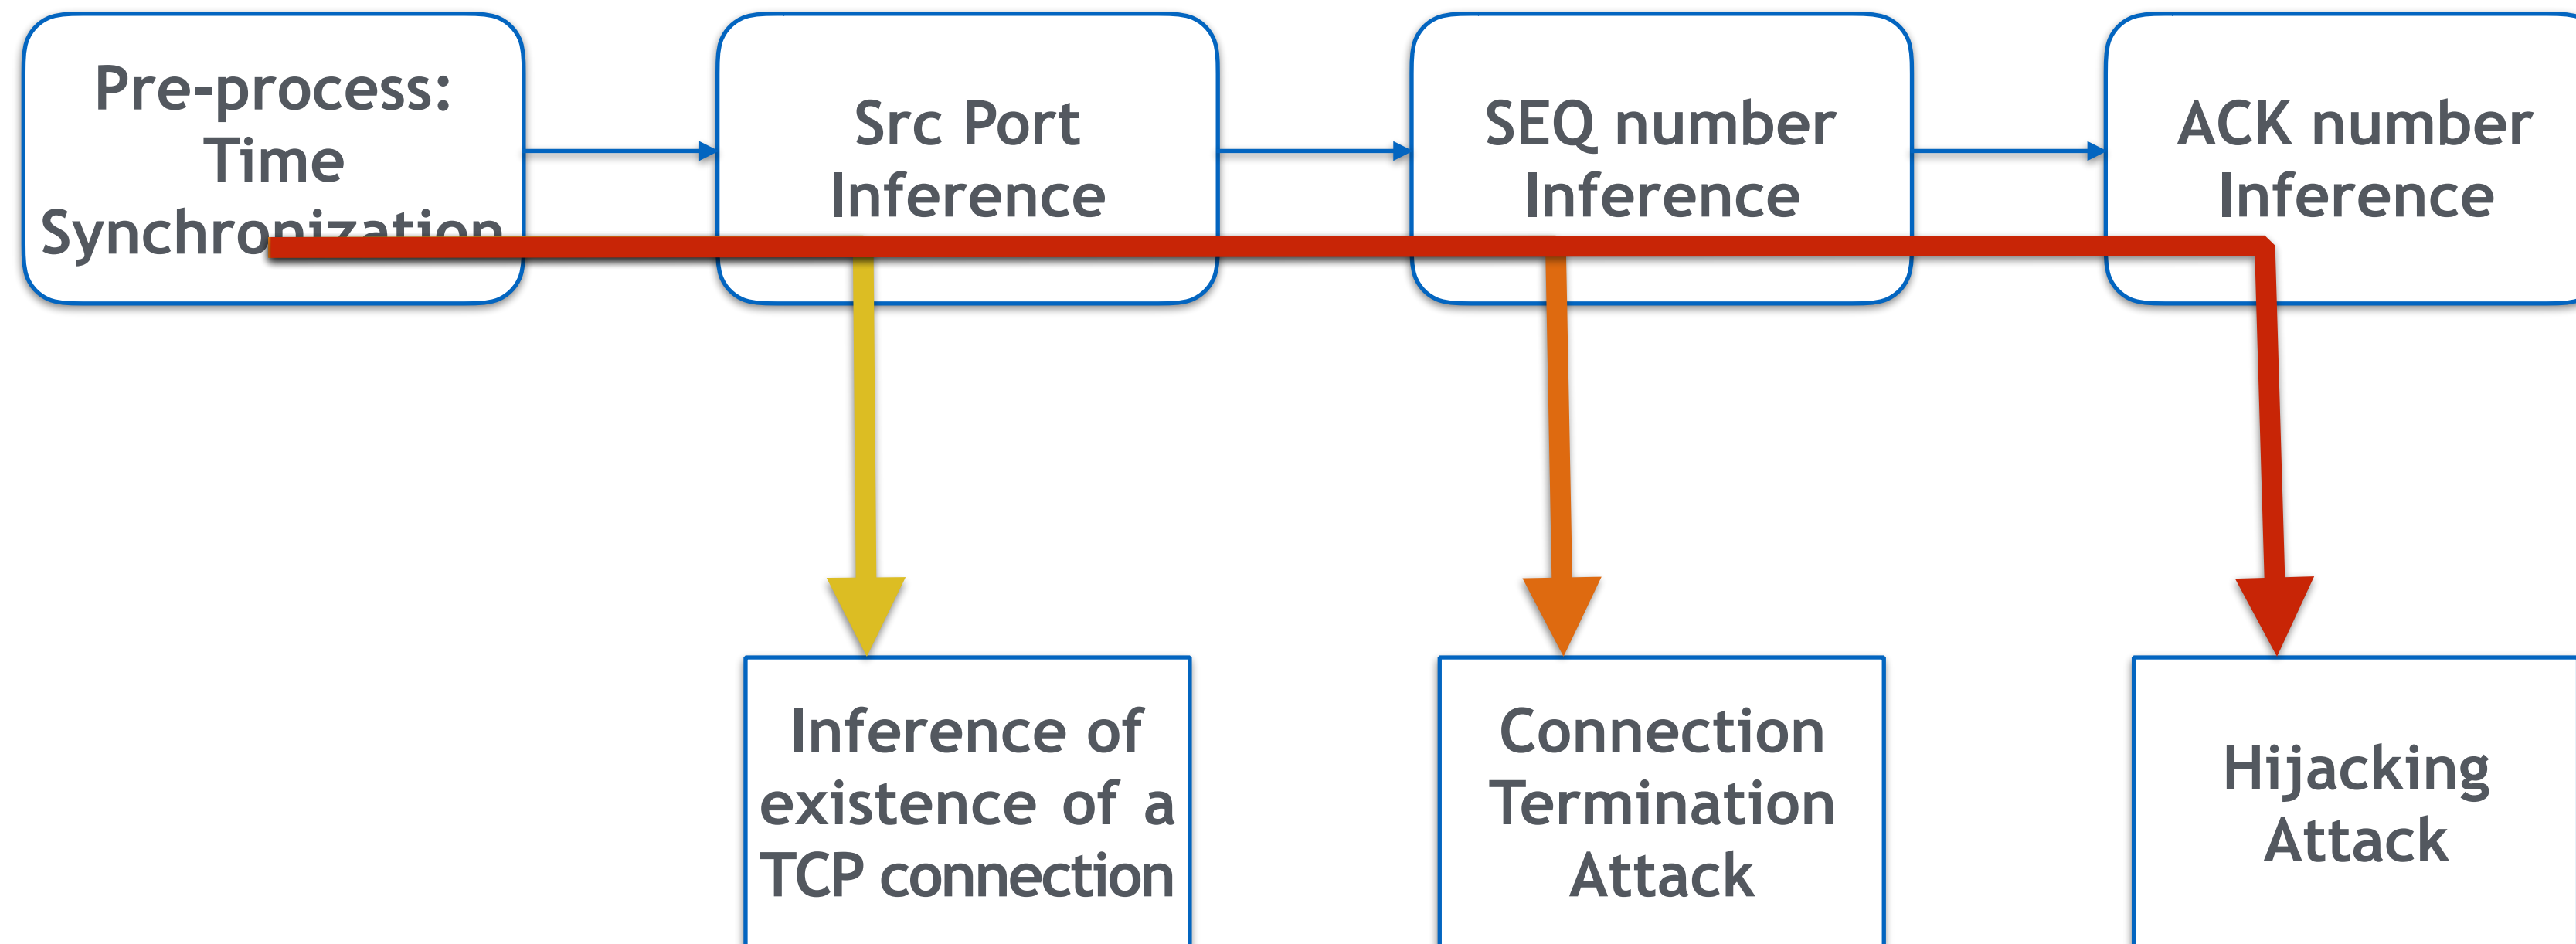 Pre-process:
Time
Synchronization
Src Port
Inference
SEQ number
Inference
ACK number
Inference
Inference of
existence of a
TCP connection
Connection
Termination
Attack
Hijacking
Attack